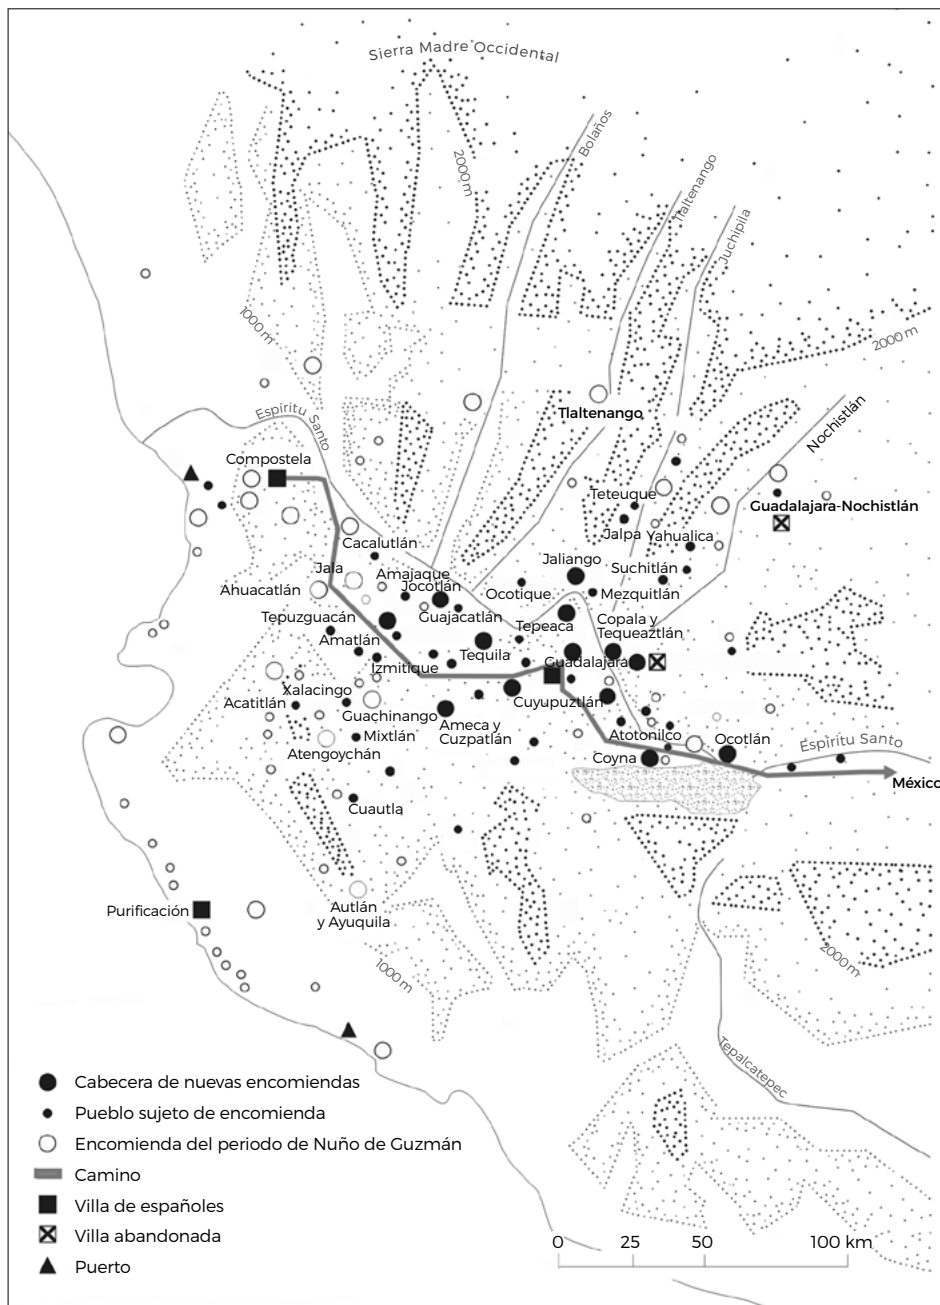 Sierra Madre Occidental
Bolaños
2000 m
Tlaltenango
Juchipila
1000 m
2000 m
Espíritu Santo
Tlaltenango
Nochistlán
Compostela
Teteuque
Guadalajara-Nochistlán
Jalpa
Yahualica
Cacalutlán
Jala
Amajaque
Jaliango
Suchitlán
Jocotlán
Ahuacatlán
Ocotique
Mezquitlán
Guajacatlán
Tepuzguacán
Tepeaca
Copala y
Tequeaztlán
Amatlán
Izmitique
Tequila
Guadalajara
Xalacingo
Acatitlán
Cuyupuztlán
Guachinango
Ameca y
Cuzpatlán
Mixtlán
Atotonilco
Ocotlán
Espíritu Santo
Atengoychán
Coyna
México
Cuautla
Purificación
Autlán
y Ayuquila
2000 m
1000 m
Tepalcatepec
Cabecera de nuevas encomiendas
Pueblo sujeto de encomienda
Encomienda del periodo de Nuño de Guzmán
Camino
Villa de españoles
Villa abandonada
Puerto
0 25 50 100 km